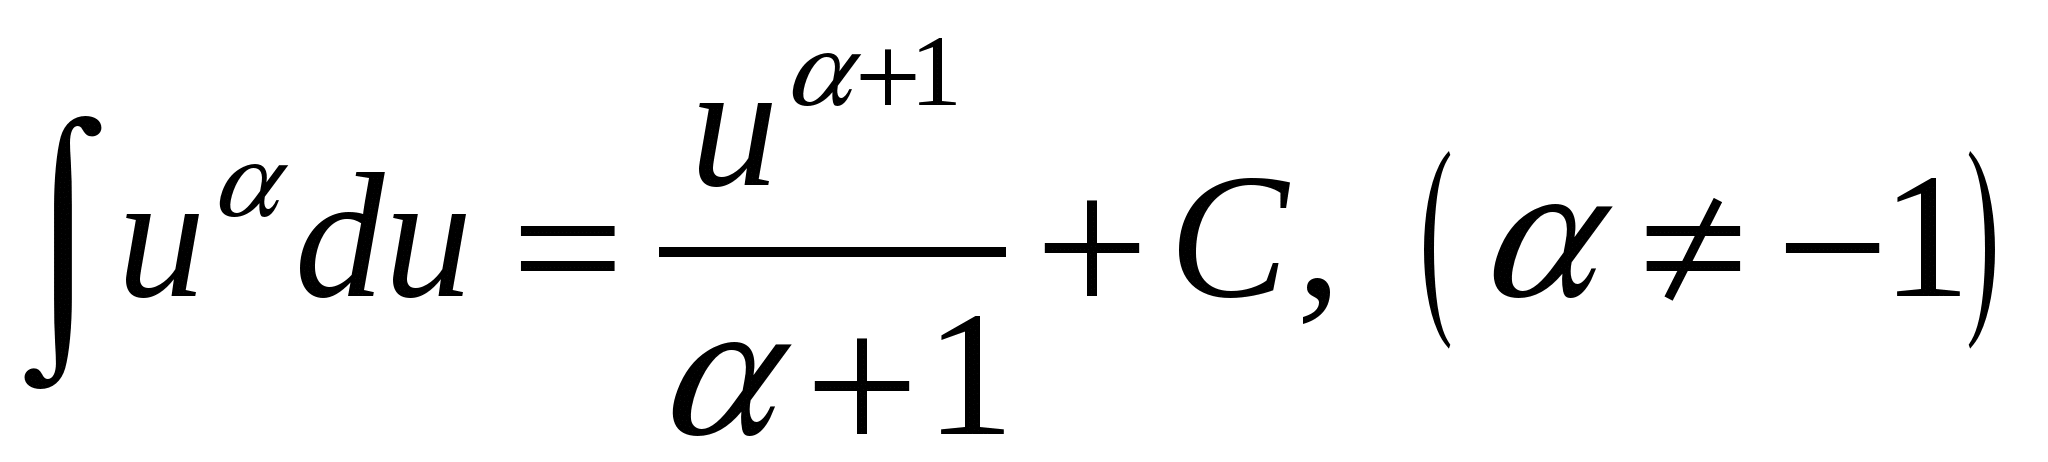 ∫ u^α du = u^(α+1) / (α+1) + C, (α ≠ −1)